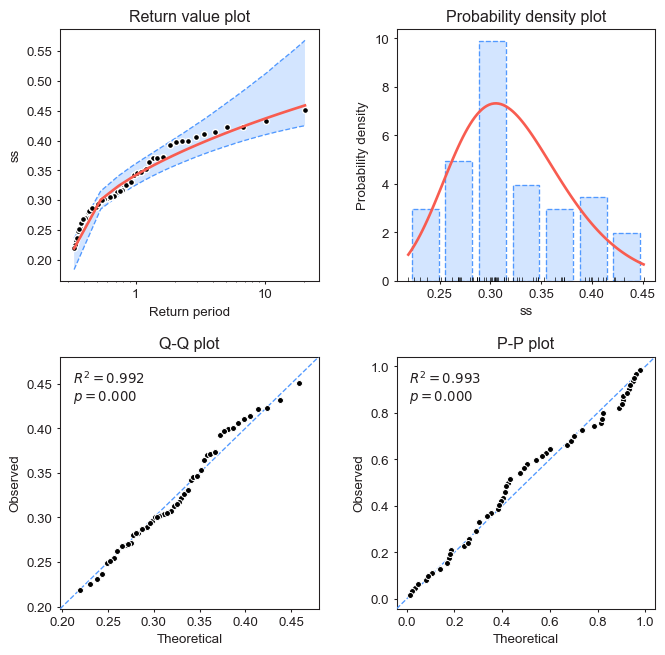 Return value plot
0.55
0.50
0.45
0.40
0.35
0.30
0.25
0.20
ss
1
10
Return period
Probability density plot
10
8
6
4
2
0
Probability density
0.25
0.30
0.35
0.40
0.45
ss
Q-Q plot
R² = 0.992
p = 0.000
0.45
0.40
0.35
0.30
0.25
0.20
Observed
0.20
0.25
0.30
0.35
0.40
0.45
Theoretical
P-P plot
R² = 0.993
p = 0.000
1.0
0.8
0.6
0.4
0.2
0.0
Observed
0.0
0.2
0.4
0.6
0.8
1.0
Theoretical